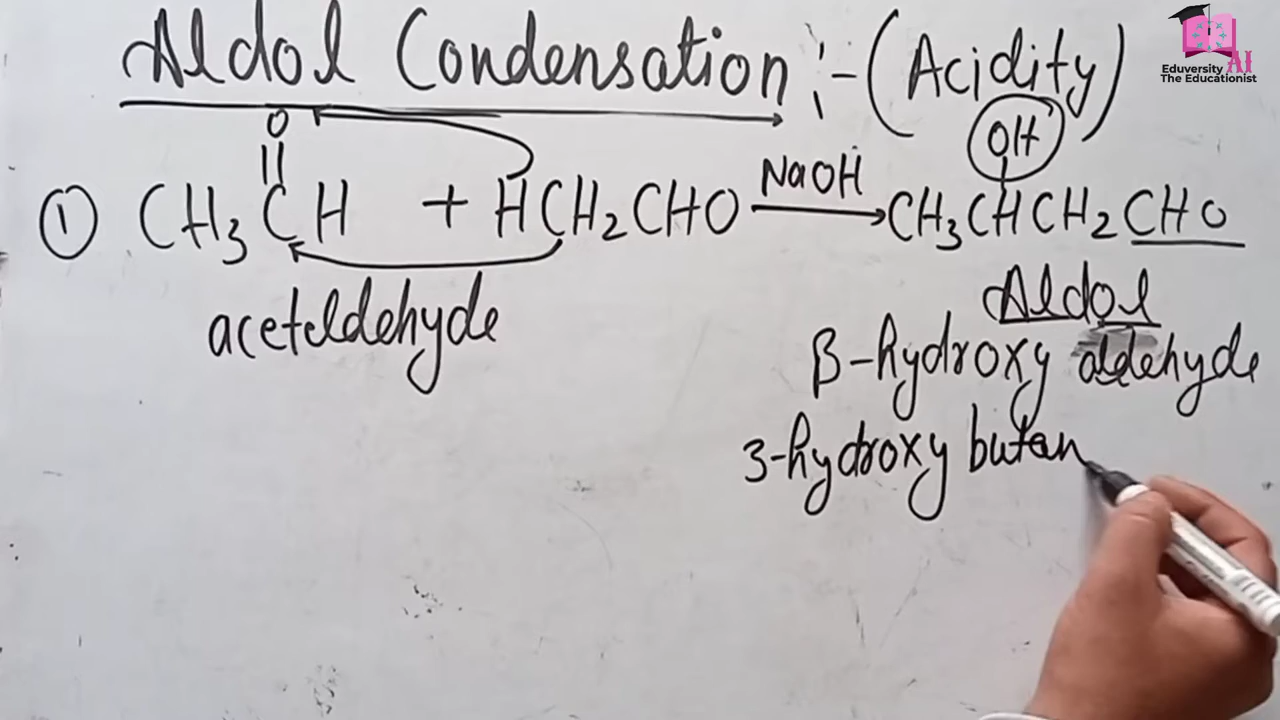 Aldol Condensation :- (Acidity)
Eduversity AI
The Educationist
O
||
OH
① CH₃CH + HCH₂CHO NaOH → CH₃CHCH₂CHO
aceteldehyde
Aldol
β-hydroxy aldehyde
3-hydroxy butan